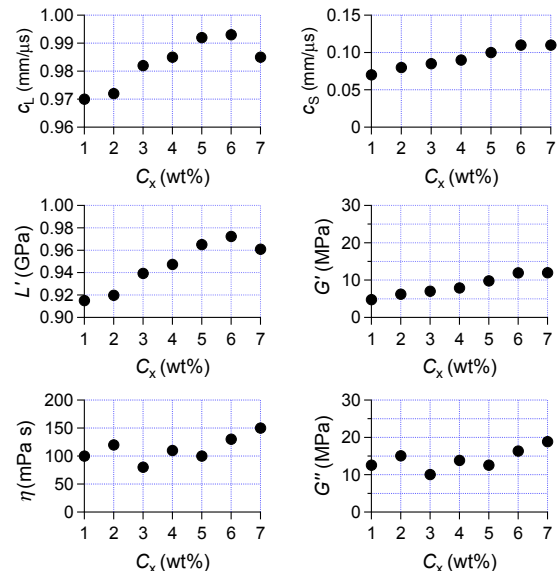 c_L (mm/μs)
1.00
0.99
0.98
0.97
0.96
1 2 3 4 5 6 7
C_x (wt%)
c_S (mm/μs)
0.15
0.10
0.05
0
1 2 3 4 5 6 7
C_x (wt%)
L′ (GPa)
1.00
0.98
0.96
0.94
0.92
0.90
1 2 3 4 5 6 7
C_x (wt%)
G′ (MPa)
30
20
10
0
1 2 3 4 5 6 7
C_x (wt%)
η (mPa s)
200
150
100
50
0
1 2 3 4 5 6 7
C_x (wt%)
G″ (MPa)
30
20
10
0
1 2 3 4 5 6 7
C_x (wt%)